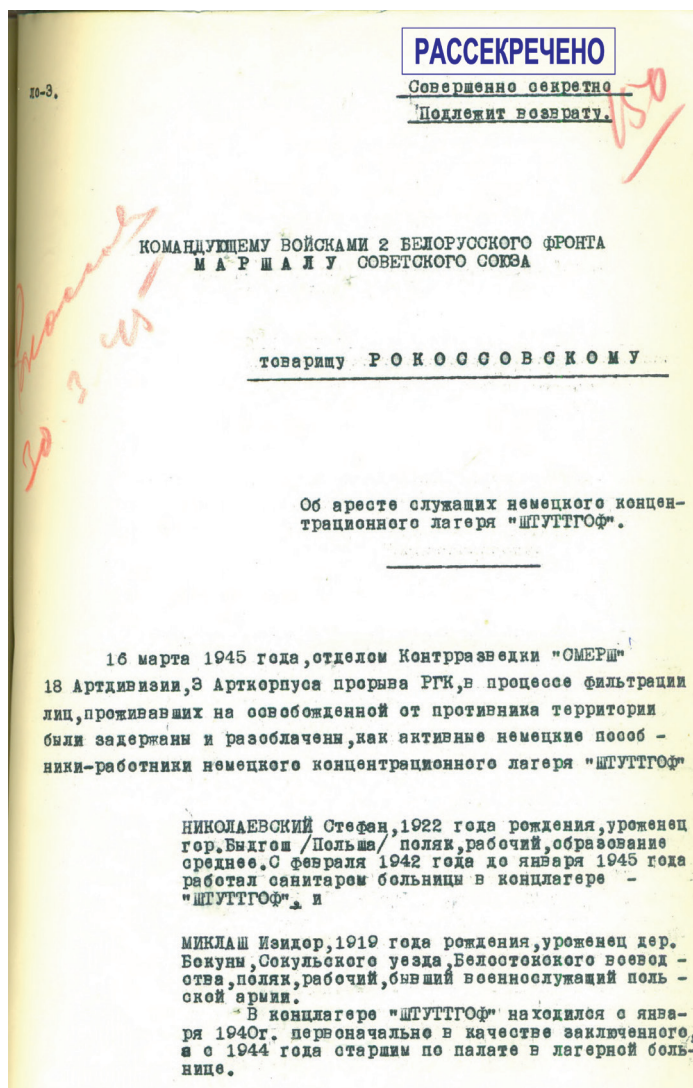 РАССЕКРЕЧЕНО
ло-3.
Совершенно секретно
Подлежит возврату.
150
КОМАНДУЮЩЕМУ ВОЙСКАМИ 2 БЕЛОРУССКОГО ФРОНТА
МАРШАЛУ СОВЕТСКОГО СОЮЗА
товарищу РОКОССОВСКОМУ
30 3 45
Об аресте служащих немецкого концен-
трационного лагеря "ШТУТТГОФ".
16 марта 1945 года,отделом Контрразведки "СМЕРШ"
18 Артдивизии,3 Арткорпуса прорыва РГК,в процессе фильтрации
лиц,проживавших на освобожденной от противника территории
были задержаны и разоблачены,как активные немецкие пособ -
ники-работники немецкого концентрационного лагеря "ШТУТТГОФ"
НИКОЛАЕВСКИЙ Стефан,1922 года рождения,уроженец
гор.Быдгош /Польша/ поляк,рабочий,образование
среднее.С февраля 1942 года до января 1945 года
работал санитаром больницы в концлагере -
"ШТУТТГОФ", и
МИКЛАШ Изидор,1919 года рождения,уроженец дер.
Бокуны,Сокульского уезда,Белостокского воевод -
ства,поляк,рабочий,бывший военнослужащий поль -
ской армии.
В концлагере "ШТУТТГОФ" находился с янва-
ря 1940г. первоначально в качестве заключенного,
а с 1944 года старшим по палате в лагерной боль-
нице.